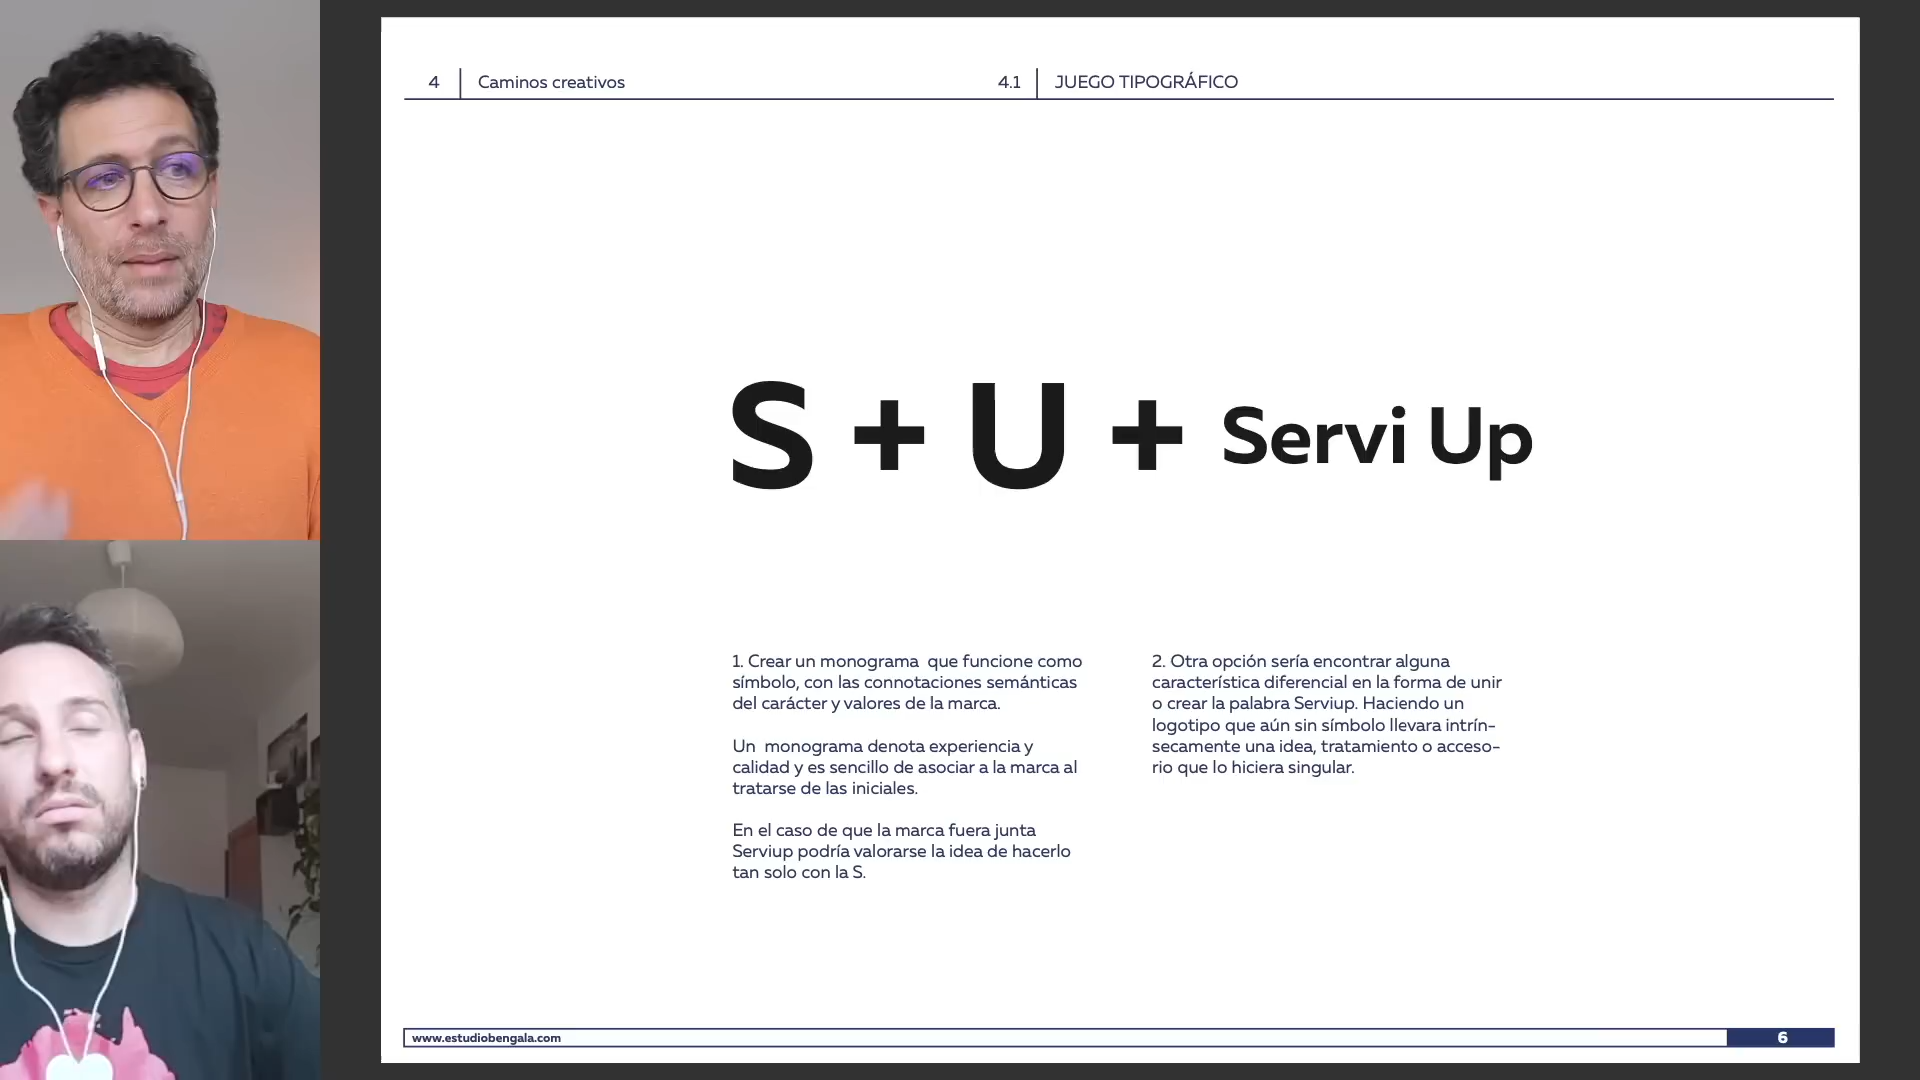 4 Caminos creativos 4.1 JUEGO TIPOGRÁFICO
S + U + Servi Up
1. Crear un monograma  que funcione como
símbolo, con las connotaciones semánticas
del carácter y valores de la marca.
Un  monograma denota experiencia y
calidad y es sencillo de asociar a la marca al
tratarse de las iniciales.
En el caso de que la marca fuera junta
Serviup podría valorarse la idea de hacerlo
tan solo con la S.
2. Otra opción sería encontrar alguna
característica diferencial en la forma de unir
o crear la palabra Serviup. Haciendo un
logotipo que aún sin símbolo llevara intrín-
secamente una idea, tratamiento o acceso-
rio que lo hiciera singular.
www.estudiobengala.com 6